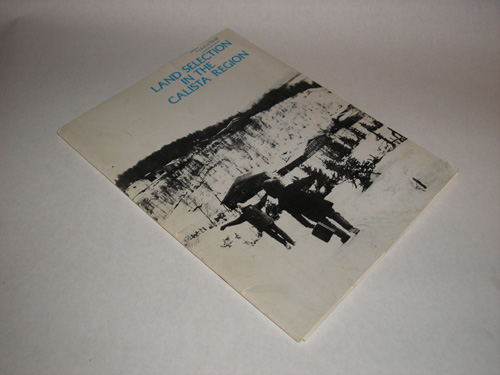 LAND SELECTION
IN THE
CALISTA REGION